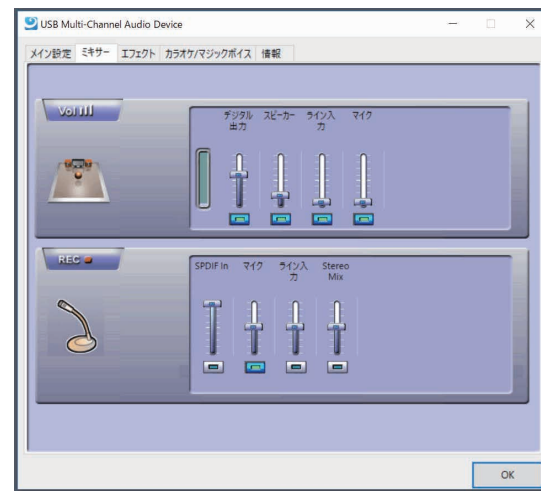 USB Multi-Channel Audio Device
メイン設定 ミキサー エフェクト カラオケ/マジックボイス 情報
Vol
デジタル出力 スピーカー ライン入力 マイク
REC
SPDIF In マイク ライン入力 Stereo Mix
OK